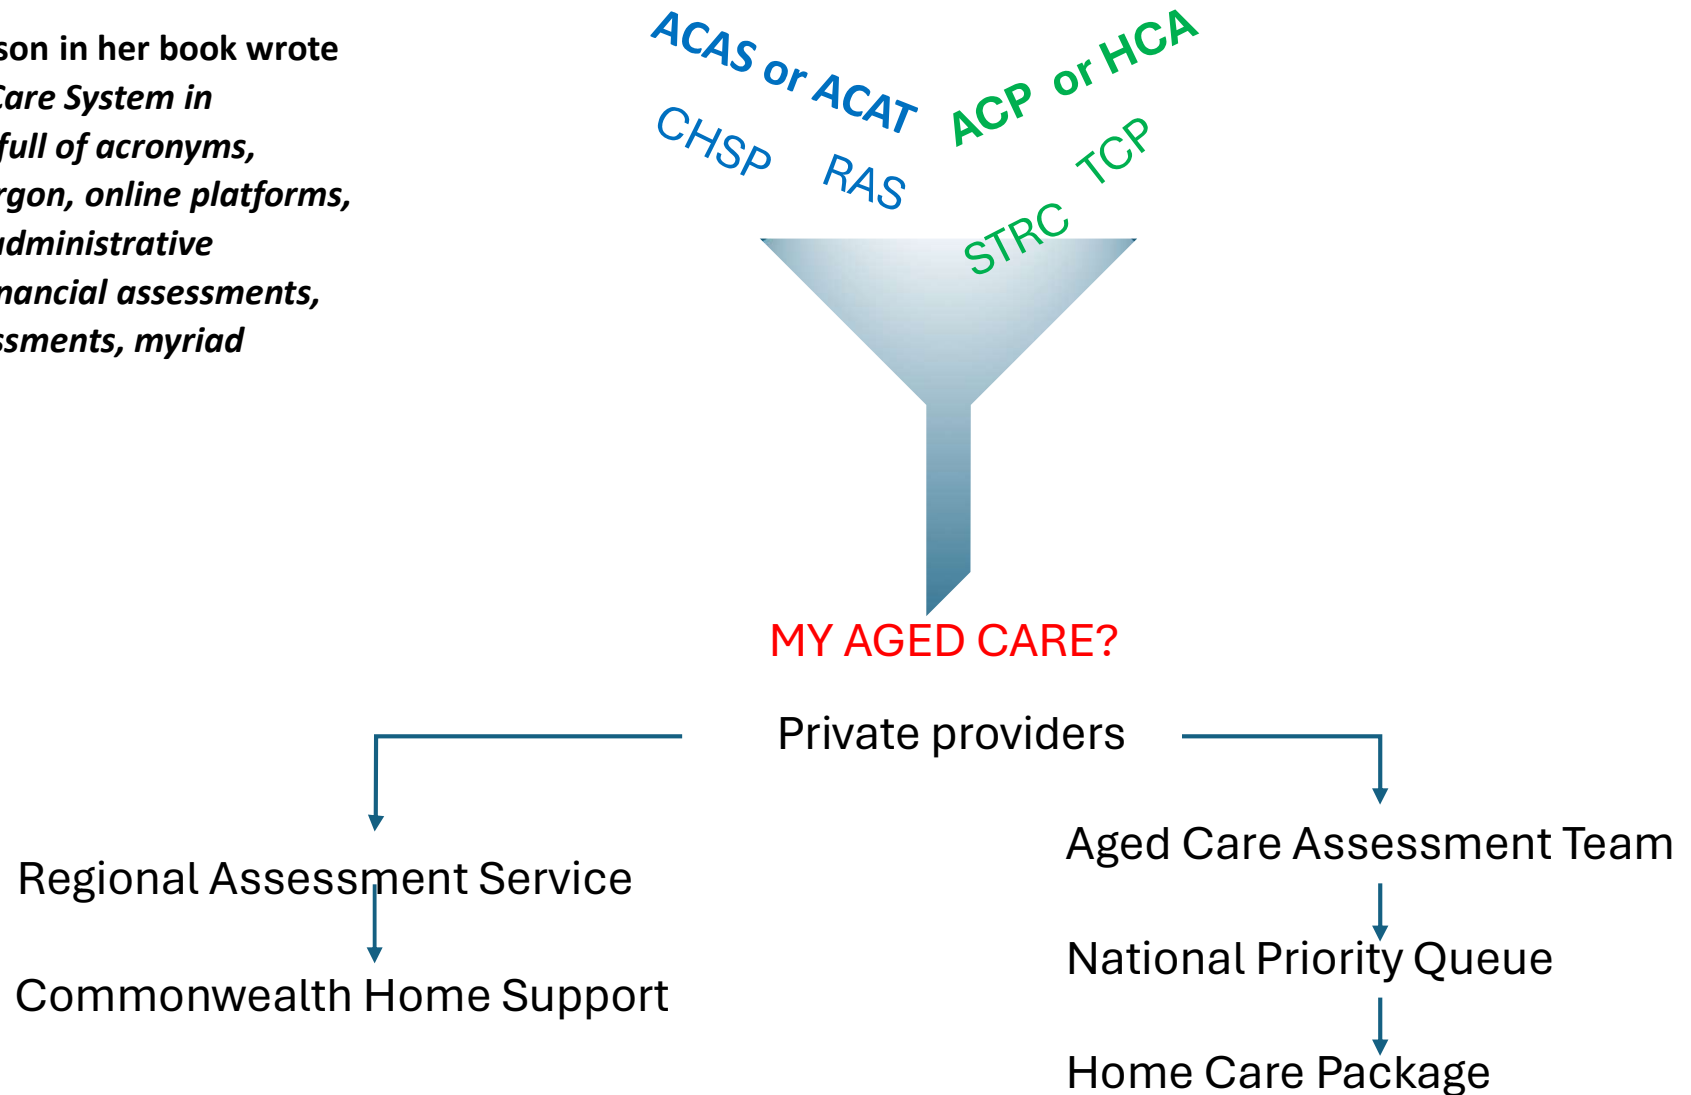 son in her book wrote
Care System in
full of acronyms,
rgon, online platforms,
administrative
nancial assessments,
ssments, myriad
ACAS or ACAT
ACP or HCA
CHSP
RAS
TCP
STRC
MY AGED CARE?
Private providers
Regional Assessment Service
Commonwealth Home Support
Aged Care Assessment Team
National Priority Queue
Home Care Package